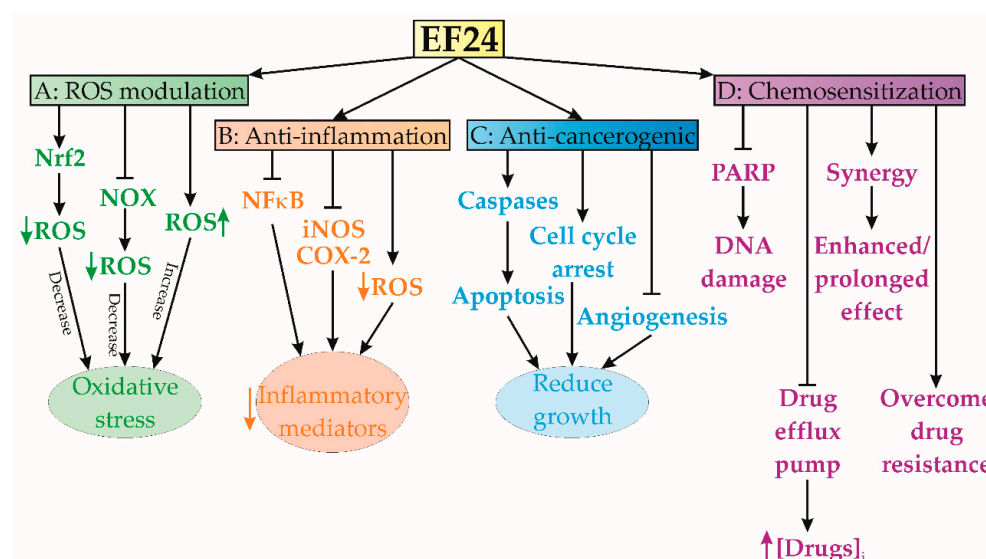 EF24
A: ROS modulation
Nrf2
↓ROS
Decrease
NOX
↓ROS
Decrease
ROS↑
Increase
Oxidative
stress
B: Anti-inflammation
NFκB
iNOS
COX-2
↓ROS
↓Inflammatory
mediators
C: Anti-cancerogenic
Caspases
Apoptosis
Cell cycle
arrest
Angiogenesis
Reduce
growth
D: Chemosensitization
PARP
DNA
damage
Drug
efflux
pump
↑[Drugs]i
Synergy
Enhanced/
prolonged
effect
Overcome
drug
resistance